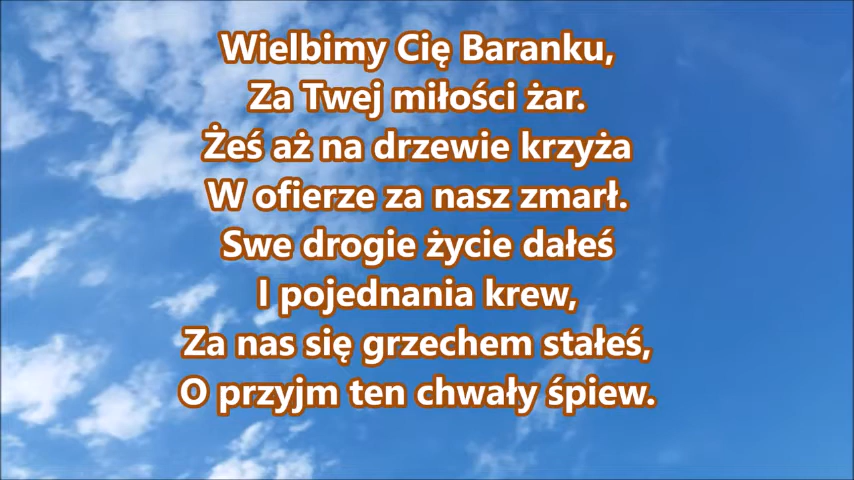 Wielbimy Cię Baranku,
Za Twej miłości żar.
Żeś aż na drzewie krzyża
W ofierze za nasz zmarł.
Swe drogie życie dałeś
I pojednania krew,
Za nas się grzechem stałeś,
O przyjm ten chwały śpiew.